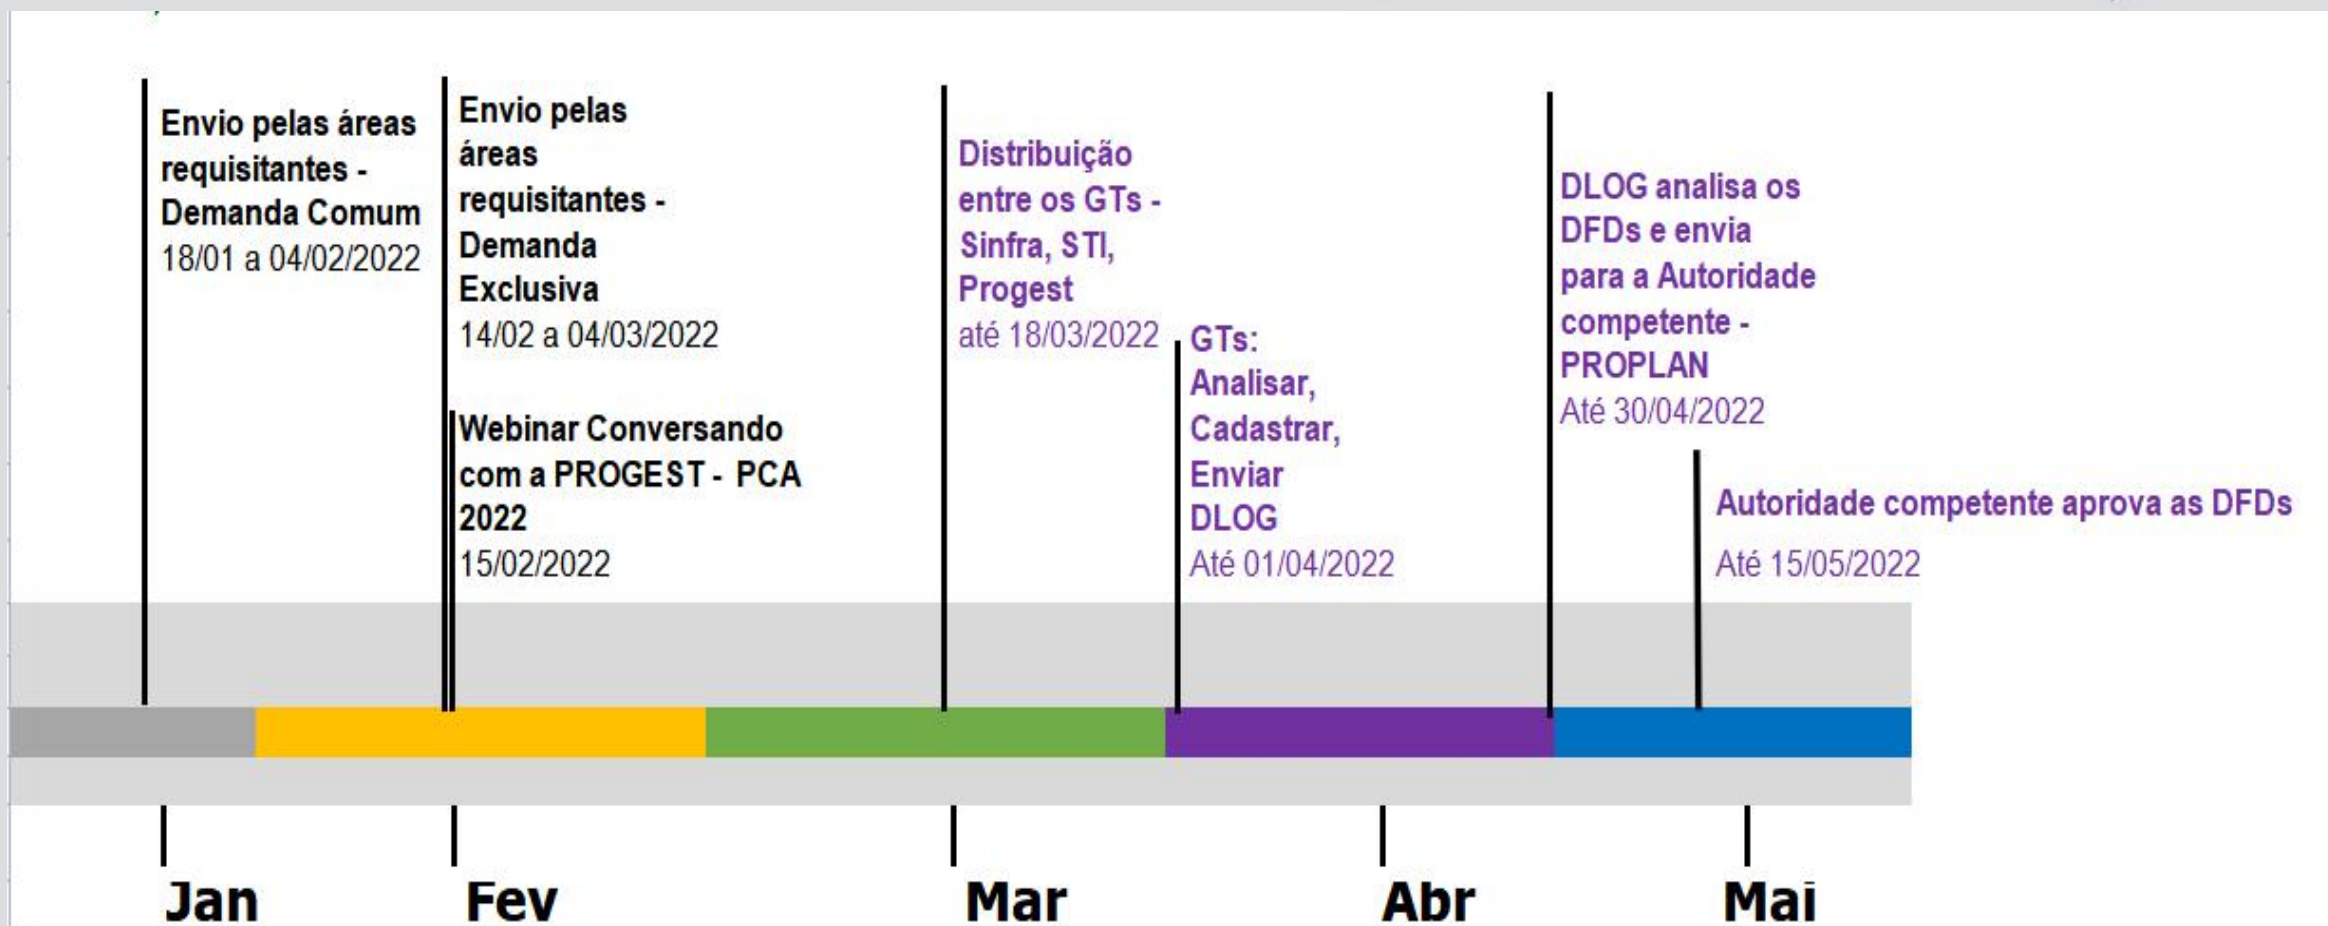 Envio pelas áreas
requisitantes -
Demanda Comum
18/01 a 04/02/2022
Envio pelas
áreas
requisitantes -
Demanda
Exclusiva
14/02 a 04/03/2022
Webinar Conversando
com a PROGEST - PCA
2022
15/02/2022
Distribuição
entre os GTs -
Sinfra, STI,
Progest
até 18/03/2022
GTs:
Analisar,
Cadastrar,
Enviar
DLOG
Até 01/04/2022
DLOG analisa os
DFDs e envia
para a Autoridade
competente -
PROPLAN
Até 30/04/2022
Autoridade competente aprova as DFDs
Até 15/05/2022
Jan
Fev
Mar
Abr
Mai